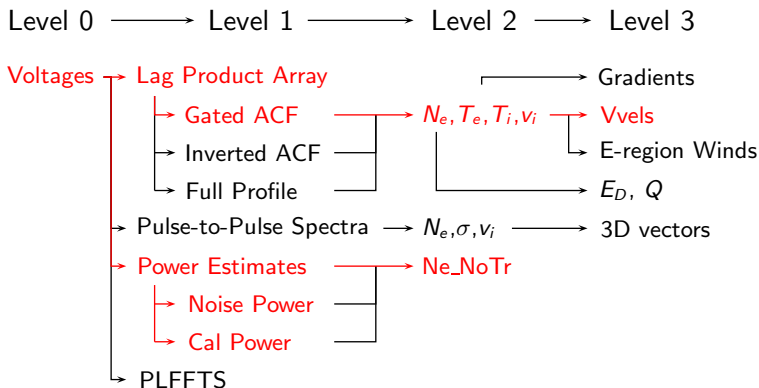 Level 0 Level 1 Level 2 Level 3
Voltages Lag Product Array Gradients
Gated ACF Nₑ, Tₑ, Tᵢ, vᵢ Vvels
Inverted ACF E-region Winds
Full Profile E_D, Q
Pulse-to-Pulse Spectra Nₑ,σ,vᵢ 3D vectors
Power Estimates Ne_NoTr
Noise Power
Cal Power
PLFFTS